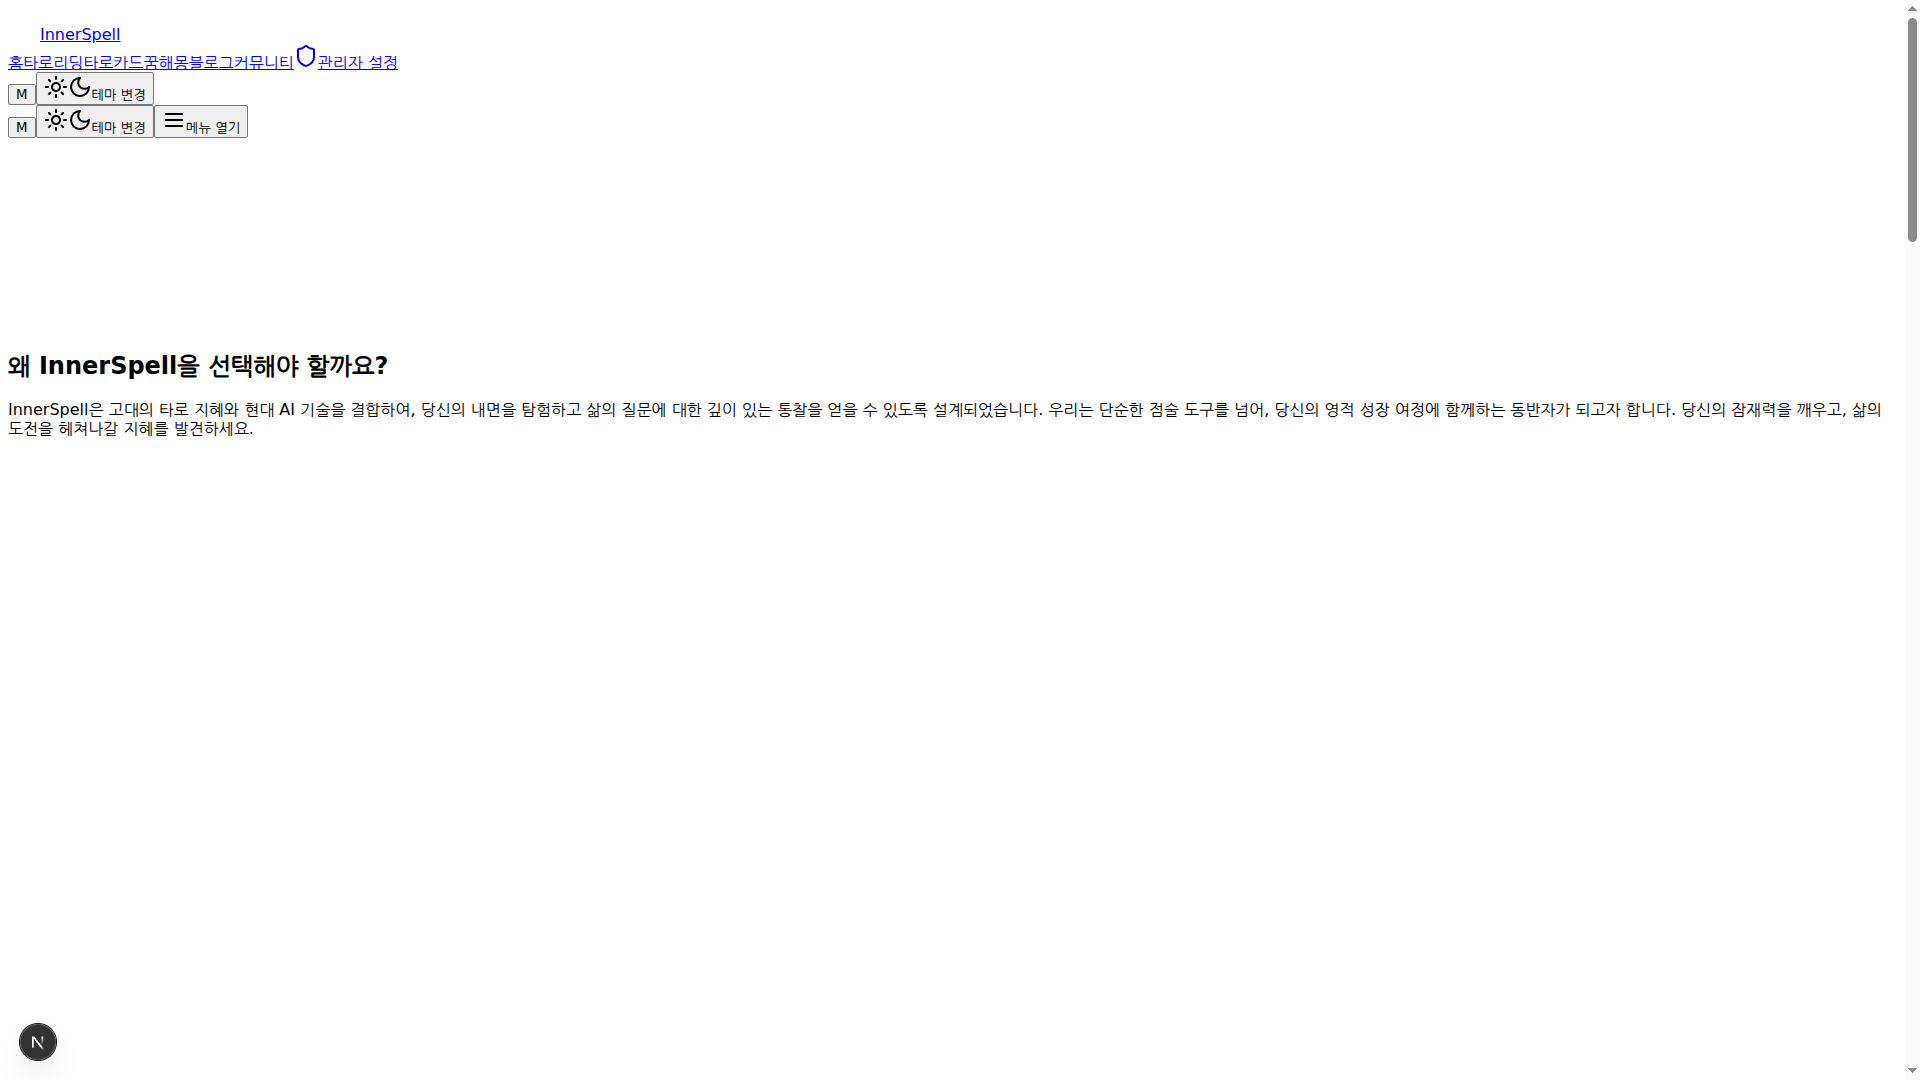 InnerSpell
홈타로리딩타로카드꿈해몽블로그커뮤니티관리자 설정
M 테마 변경
M 테마 변경 메뉴 열기
왜 InnerSpell을 선택해야 할까요?
InnerSpell은 고대의 타로 지혜와 현대 AI 기술을 결합하여, 당신의 내면을 탐험하고 삶의 질문에 대한 깊이 있는 통찰을 얻을 수 있도록 설계되었습니다. 우리는 단순한 점술 도구를 넘어, 당신의 영적 성장 여정에 함께하는 동반자가 되고자 합니다. 당신의 잠재력을 깨우고, 삶의
도전을 헤쳐나갈 지혜를 발견하세요.
N